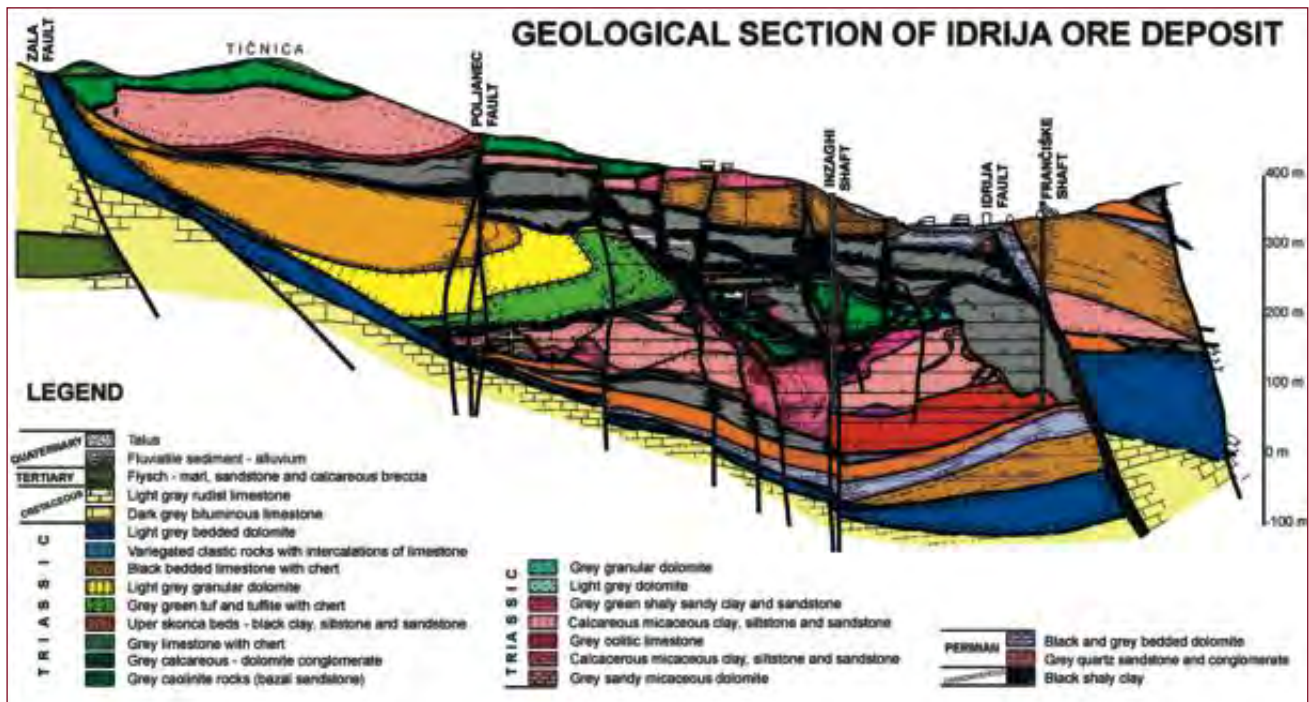 GEOLOGICAL SECTION OF IDRIJA ORE DEPOSIT
ZALA
FAULT
TIČNICA
POLJANEC
FAULT
INZAGHI
SHAFT
IDRIJA
FAULT
FRANČIŠKE
SHAFT
400 m
300 m
200 m
100 m
0 m
-100 m
LEGEND
QUATERNARY
Talus
Fluviatile sediment - alluvium
TERTIARY
Flysch - marl, sandstone and calcareous breccia
CRETACEOUS
Light gray rudist limestone
Dark grey bituminous limestone
TRIASSIC
Light grey bedded dolomite
Variegated clastic rocks with intercalations of limestone
Black bedded limestone with chert
Light grey granular dolomite
Grey green tuf and tuffite with chert
Uper skonca beds - black clay, siltstone and sandstone
Grey limestone with chert
Grey calcareous - dolomite conglomerate
Grey caolinite rocks (bazal sandstone)
TRIASSIC
Grey granular dolomite
Light grey dolomite
Grey green shaly sandy clay and sandstone
Calcareous micaceous clay, siltstone and sandstone
Grey oolitic limestone
Calcacerous micaceous clay, siltstone and sandstone
Grey sandy micaceous dolomite
PERMIAN
Black and grey bedded dolomite
Grey quartz sandstone and conglomerate
Black shaly clay